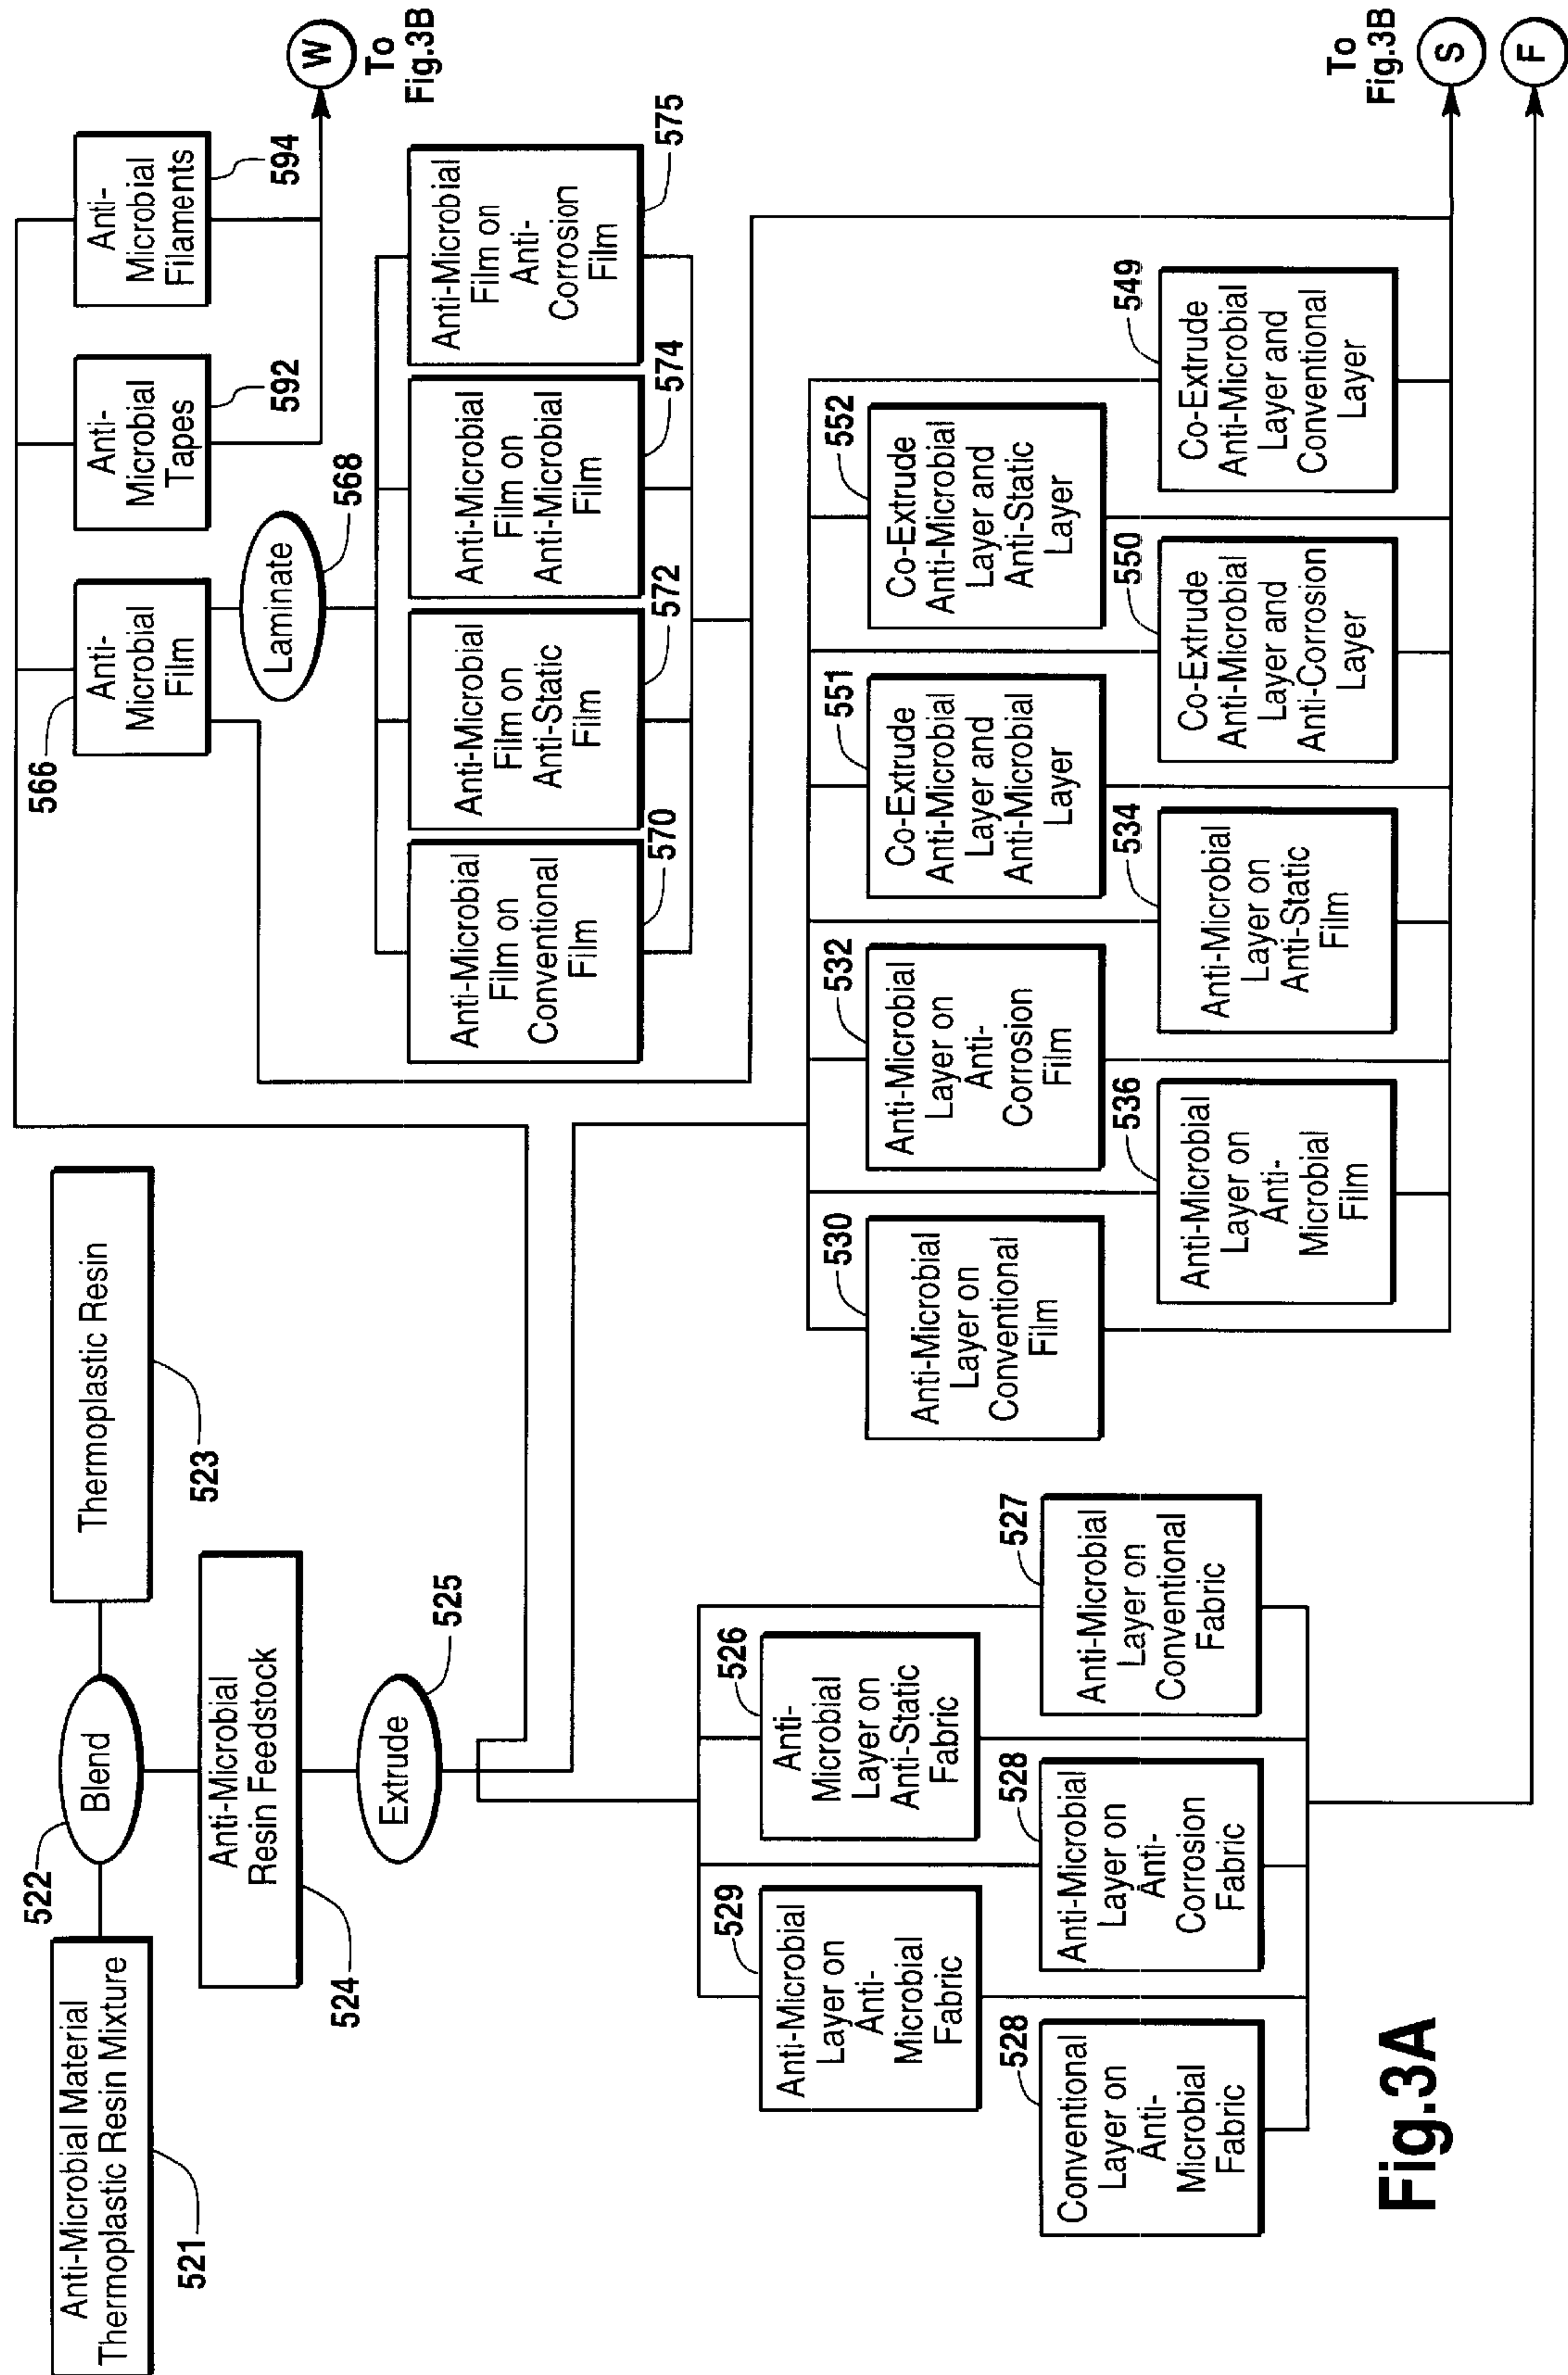 522
Blend
Anti-Microbial Material
Thermoplastic Resin Mixture
521
Thermoplastic Resin
523
Anti-Microbial
Resin Feedstock
524
Extrude
525
566
Anti-
Microbial
Film
Anti-
Microbial
Tapes
592
Anti-
Microbial
Filaments
594
W
To
Fig.3B
Laminate
568
Anti-Microbial
Film on
Conventional
Film
570
Anti-Microbial
Film on
Anti-Static
Film
572
Anti-Microbial
Film on
Anti-Microbial
Film
574
Anti-Microbial
Film on
Anti-
Corrosion
Film
575
529
Anti-Microbial
Layer on
Anti-
Microbial
Fabric
526
Anti-
Microbial
Layer on
Anti-Static
Fabric
528
Conventional
Layer on
Anti-
Microbial
Fabric
528
Anti-Microbial
Layer on
Anti-
Corrosion
Fabric
527
Anti-Microbial
Layer on
Conventional
Fabric
530
Anti-Microbial
Layer on
Conventional
Film
532
Anti-Microbial
Layer on
Anti-
Corrosion
Film
551
Co-Extrude
Anti-Microbial
Layer and
Anti-Microbial
Layer
552
Co-Extrude
Anti-Microbial
Layer and
Anti-Static
Layer
536
Anti-Microbial
Layer on
Anti-
Microbial
Film
534
Anti-Microbial
Layer on
Anti-Static
Film
550
Co-Extrude
Anti-Microbial
Layer and
Anti-Corrosion
Layer
549
Co-Extrude
Anti-Microbial
Layer and
Conventional
Layer
To
Fig.3B
S
F
Fig.3A